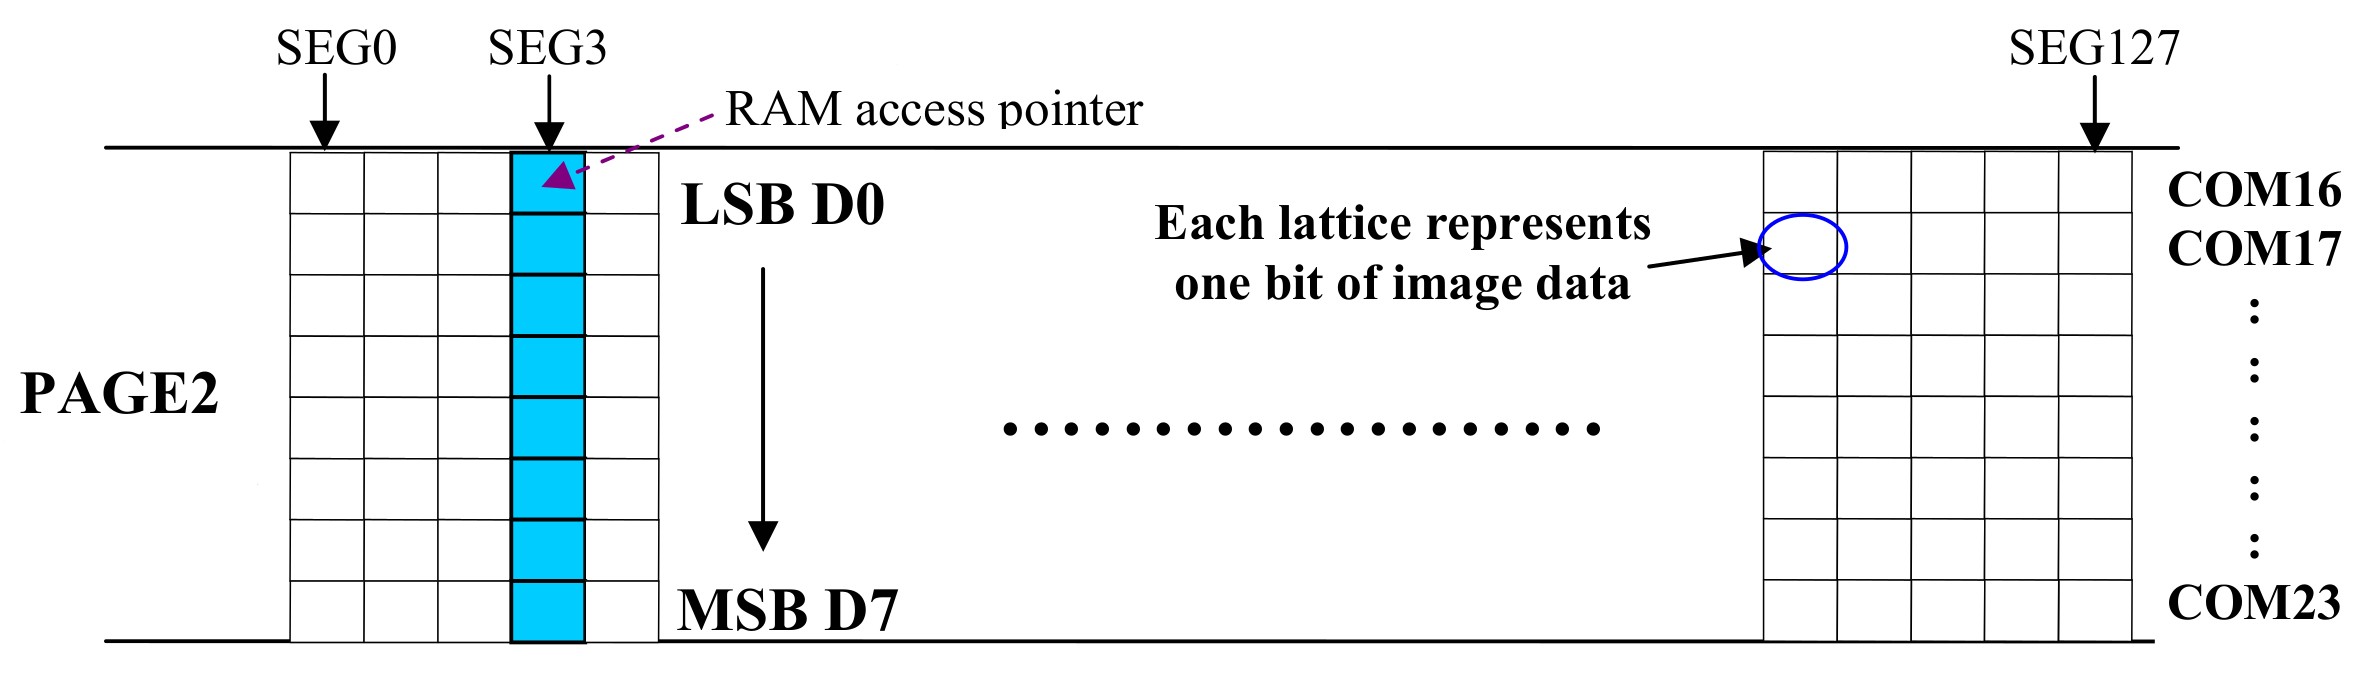 SEG0
SEG3
SEG127
RAM access pointer
LSB D0
Each lattice represents
one bit of image data
COM16
COM17
:
:
:
:
:
PAGE2
..................
MSB D7
COM23